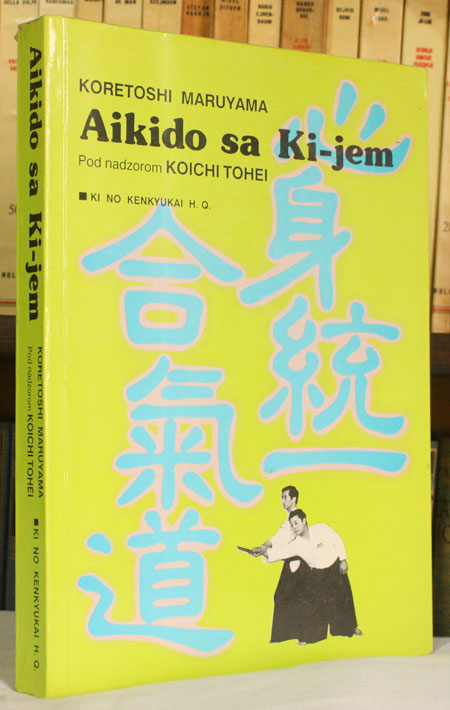 KORETOSHI MARUYAMA
Aikido sa Ki-jem
Pod nadzorom KOICHI TOHEI
■ KI NO KENKYUKAI H. Q.
心身統一
合氣道
Aikido sa Ki-jem
KORETOSHI MARUYAMA
Pod nadzorom KOICHI TOHEI
■ KI NO KENKYUKAI H. Q.